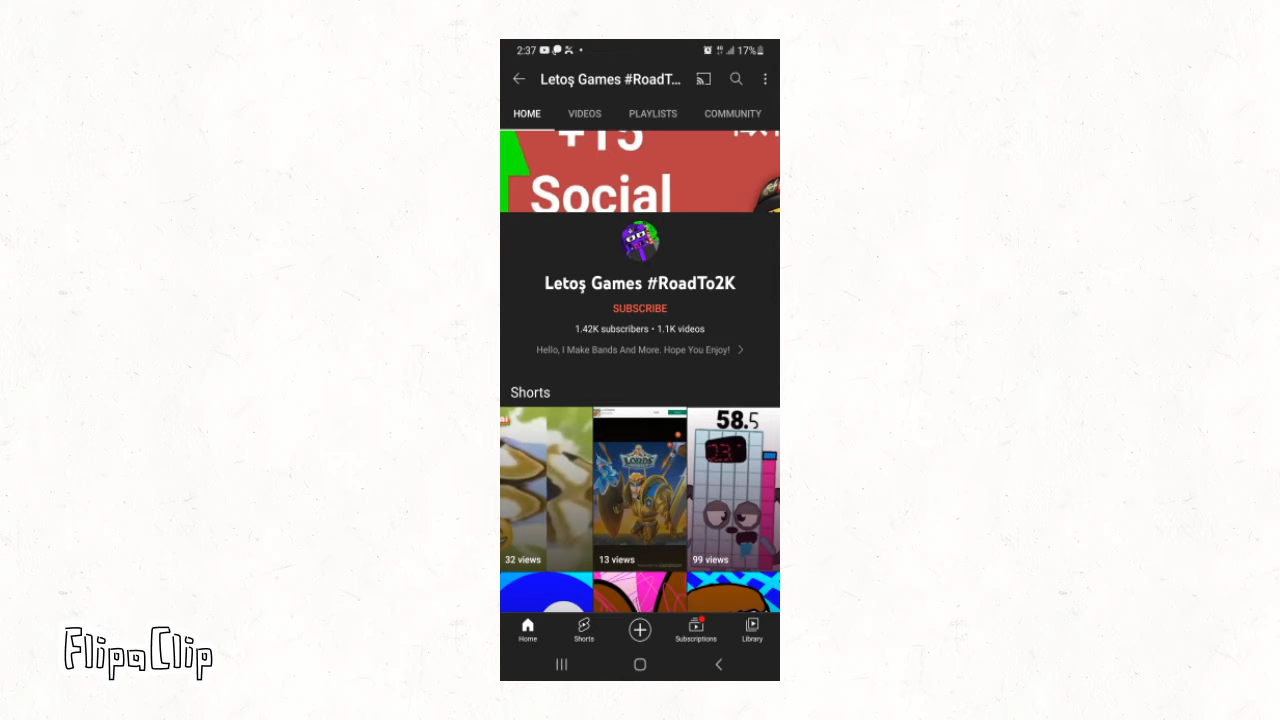 2:37
17%
Letoş Games #RoadT...
HOME VIDEOS PLAYLISTS COMMUNITY
+15
Social
Letoş Games #RoadTo2K
SUBSCRIBE
1.42K subscribers • 1.1K videos
Hello, I Make Bands And More. Hope You Enjoy!
Shorts
58.5
LORDS
32 views
13 views
99 views
Home Shorts Subscriptions Library
FlipaClip